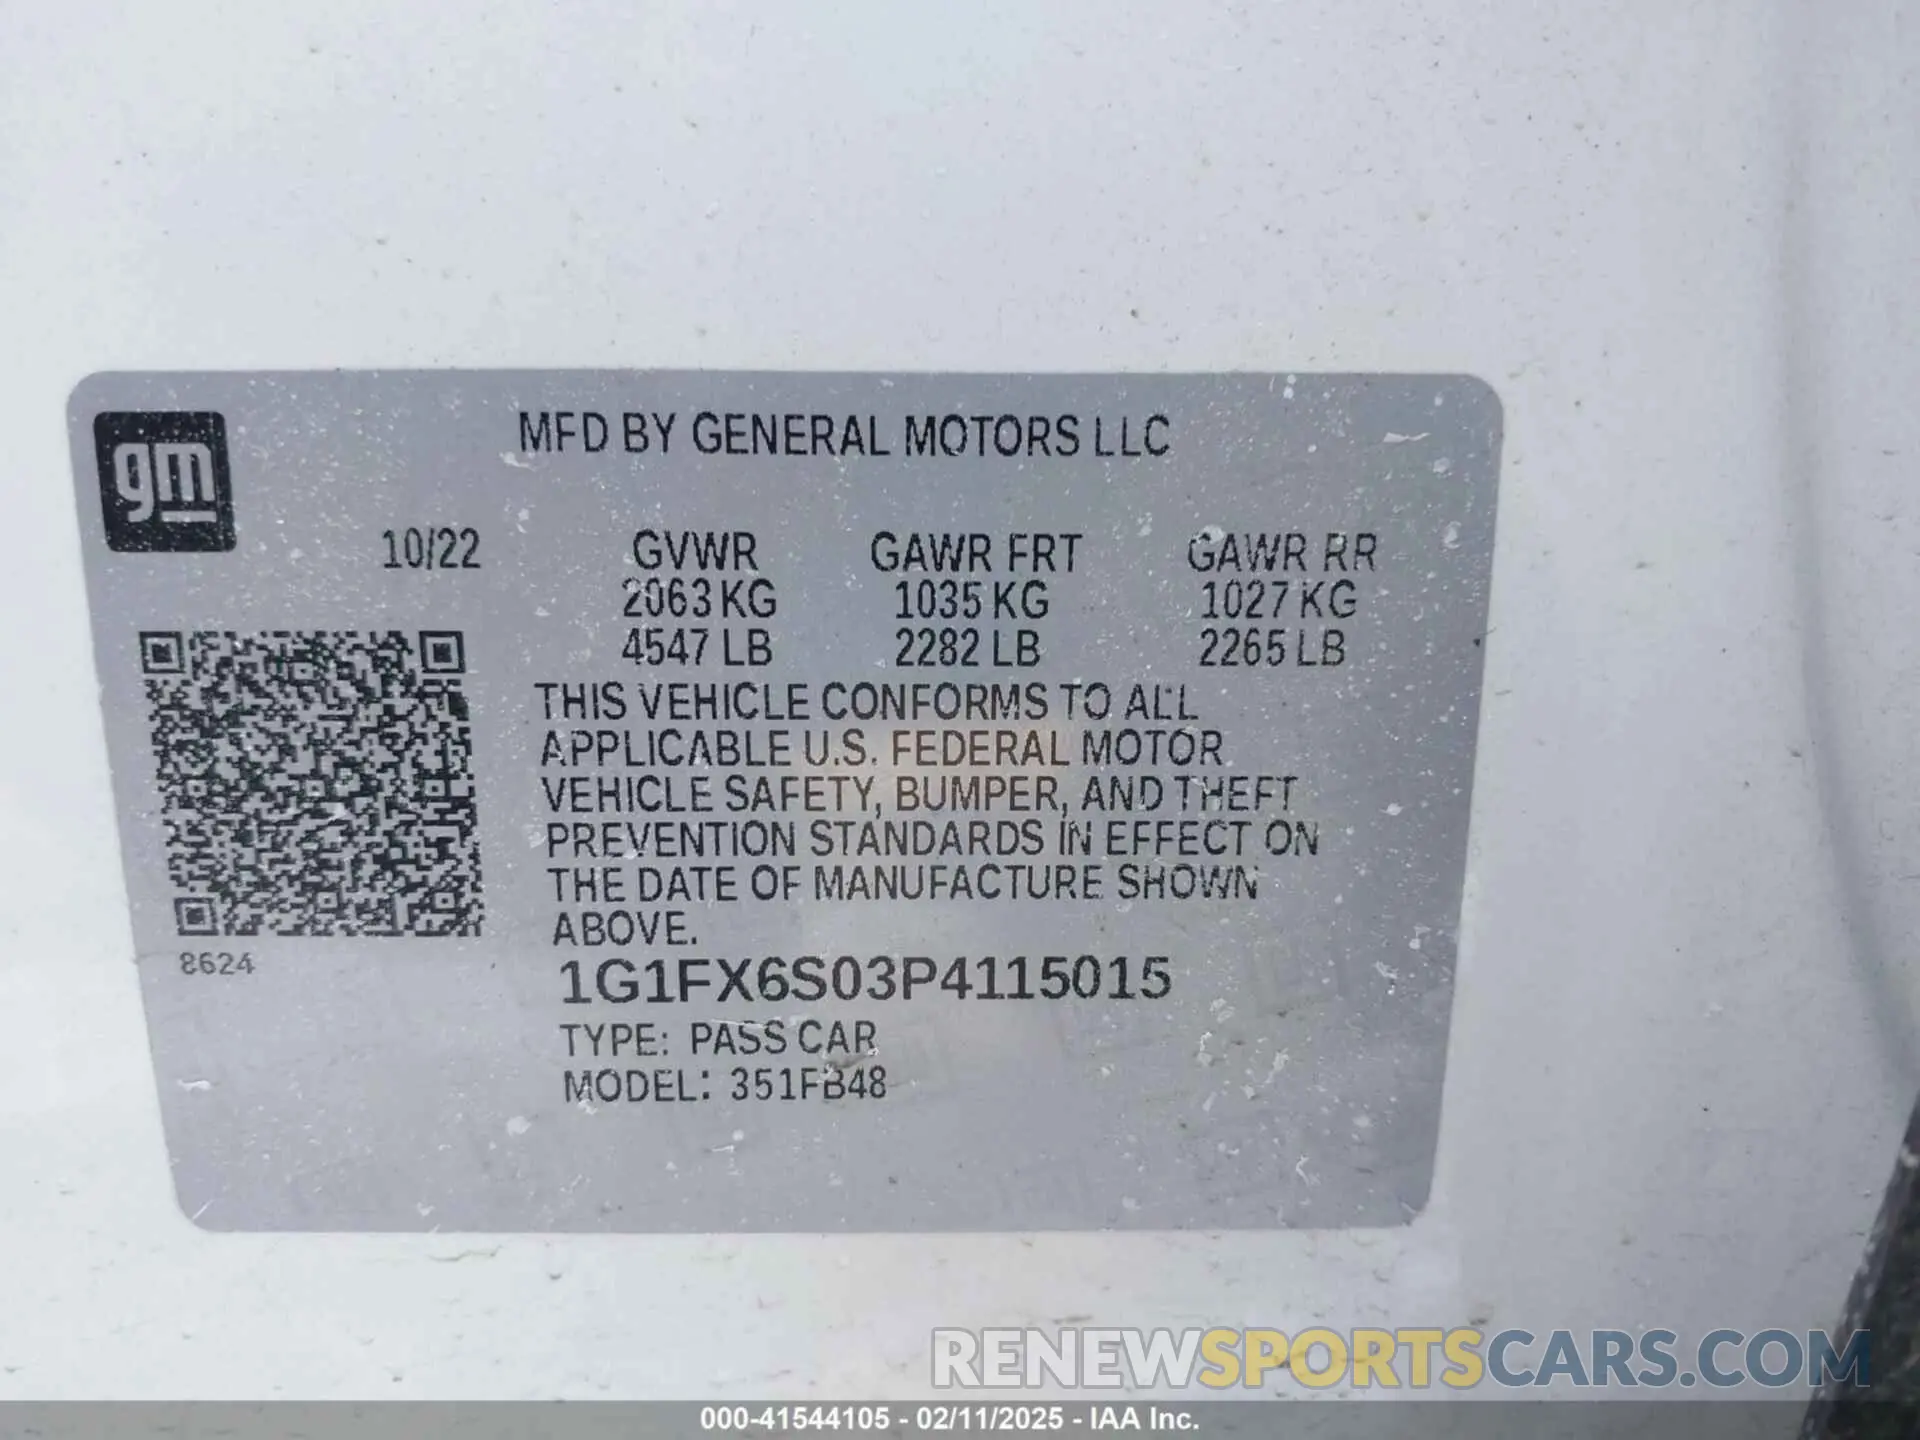 MFD BY GENERAL MOTORS LLC
gm
10/22 GVWR GAWR FRT GAWR RR
2063 KG 1035 KG 1027 KG
4547 LB 2282 LB 2265 LB
THIS VEHICLE CONFORMS TO ALL
APPLICABLE U.S. FEDERAL MOTOR
VEHICLE SAFETY, BUMPER, AND THEFT
PREVENTION STANDARDS IN EFFECT ON
THE DATE OF MANUFACTURE SHOWN
ABOVE.
8624
1G1FX6S03P4115015
TYPE: PASS CAR
MODEL: 351FB48
RENEWSPORTSCARS.COM
000-41544105 - 02/11/2025 - IAA Inc.